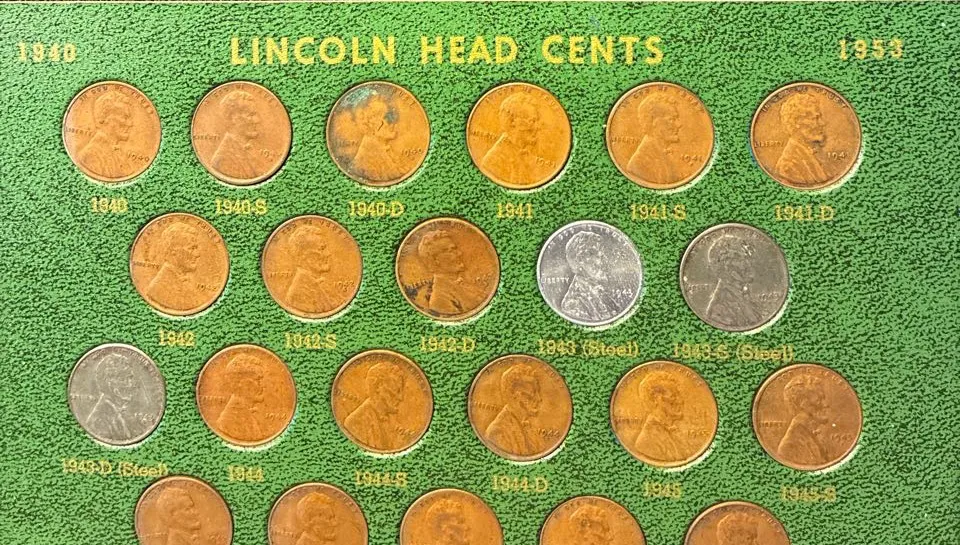 1940 LINCOLN HEAD CENTS 1953
1940 1940-S 1940-D 1941 1941-S 1941-D
1942 1942-S 1942-D 1943 (Steel) 1943-S (Steel)
1943-D (Steel) 1944 1944-S 1944-D 1945 1945-S